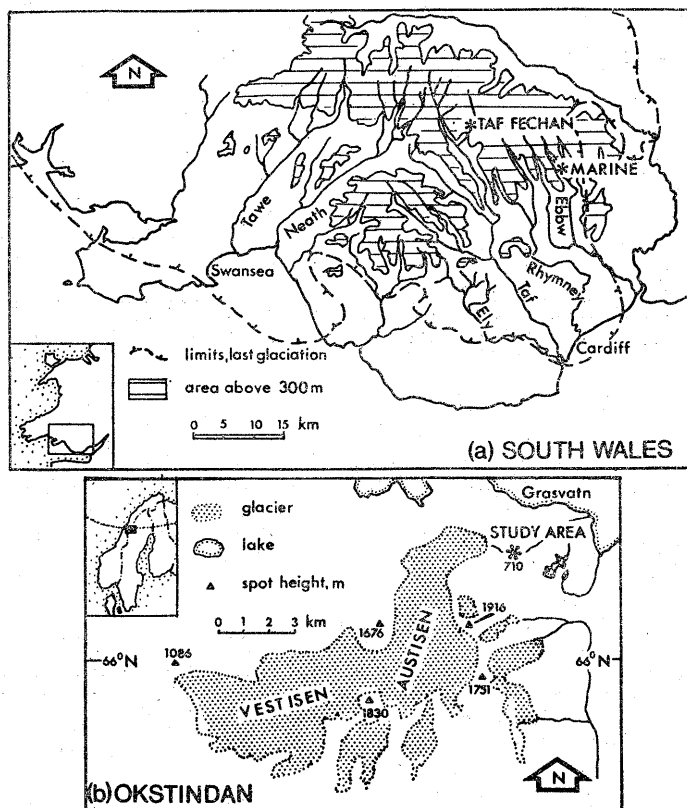 N
*TAF FECHAN
*MARINE
Tawe
Neath
Ebbw
Swansea
Rhymney
Taf
Ely
Cardiff
limits, last glaciation
area above 300 m
0 5 10 15 km
(a) SOUTH WALES
glacier
lake
spot height, m
0 1 2 3, km
Grasvatn
STUDY AREA
710
1916
1676
1086
66°N
66°N
AUSTISEN
VESTISEN
1751
1830
N
(b) OKSTINDAN